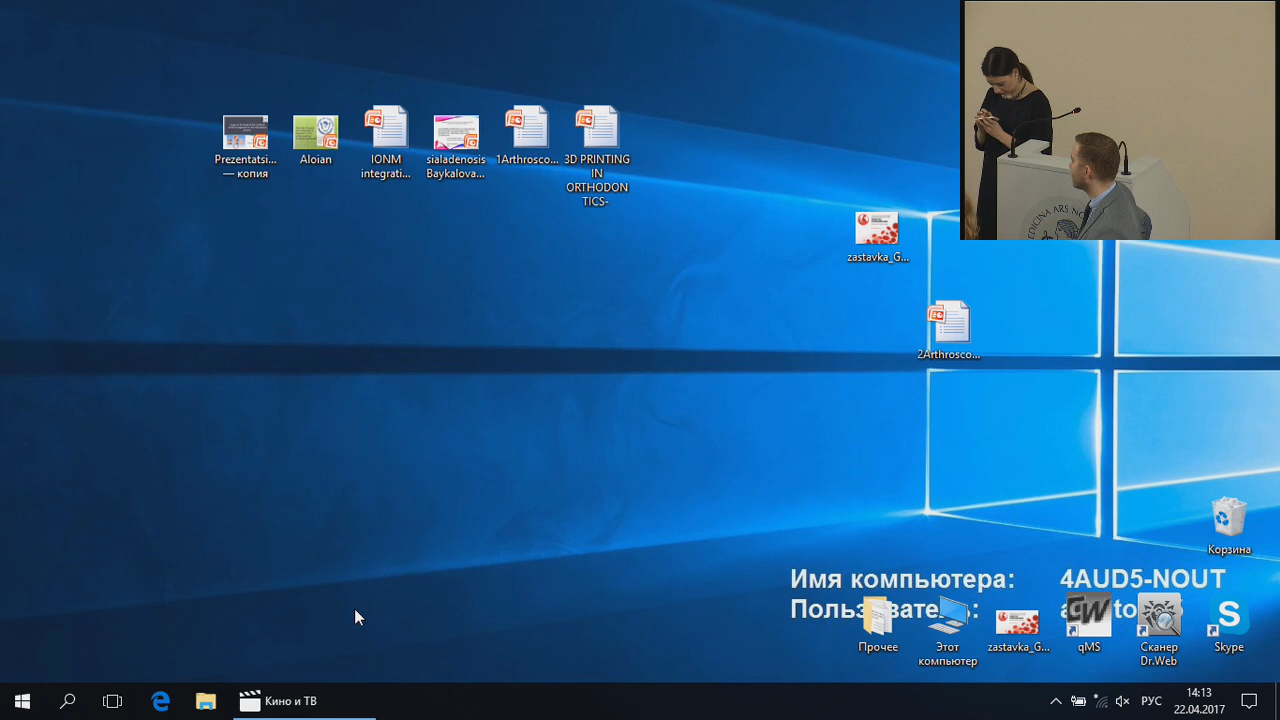 Prezentatsi...
— копия
Aloian
IONM
integrati...
sialadenosis
Baykalova...
1Arthrosco...
3D PRINTING
IN
ORTHODON
TICS-
zastavka_G...
2Arthrosco...
Корзина
Имя компьютера: 4AUD5-NOUT
Прочее
Этот
компьютер
zastavka_G...
qMS
Сканер
Dr.Web
Skype
Кино и ТВ
РУС
14:13
22.04.2017